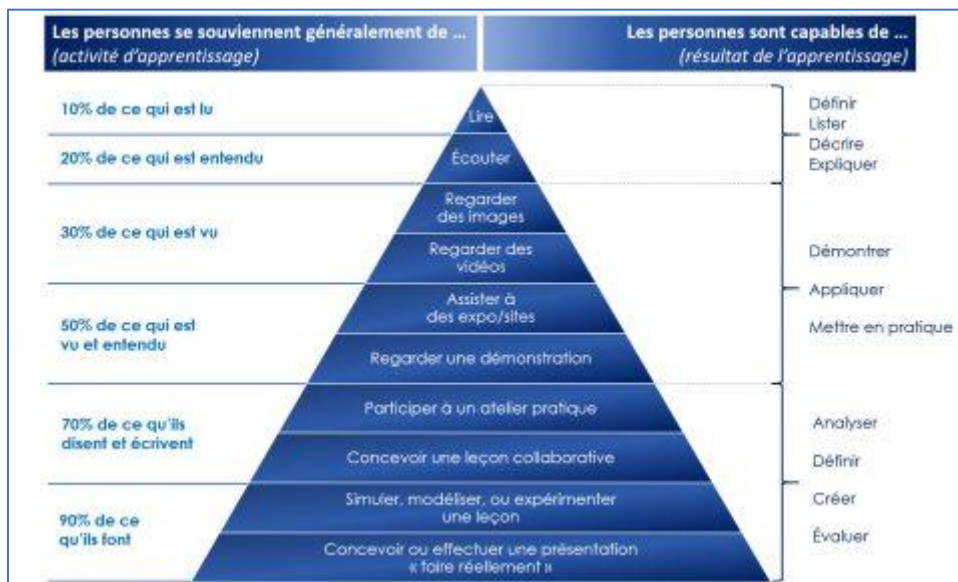 Les personnes se souviennent généralement de ...
(activité d'apprentissage)
Les personnes sont capables de ...
(résultat de l'apprentissage)
10% de ce qui est lu
20% de ce qui est entendu
30% de ce qui est vu
50% de ce qui est
vu et entendu
70% de ce qu'ils
disent et écrivent
90% de ce
qu'ils font
Lire
Écouter
Regarder
des images
Regarder des
vidéos
Assister à
des expo/sites
Regarder une démonstration
Participer à un atelier pratique
Concevoir une leçon collaborative
Simuler, modéliser, ou expérimenter
une leçon
Concevoir ou effectuer une présentation
« faire réellement »
Définir
Lister
Décrire
Expliquer
Démontrer
Appliquer
Mettre en pratique
Analyser
Définir
Créer
Évaluer